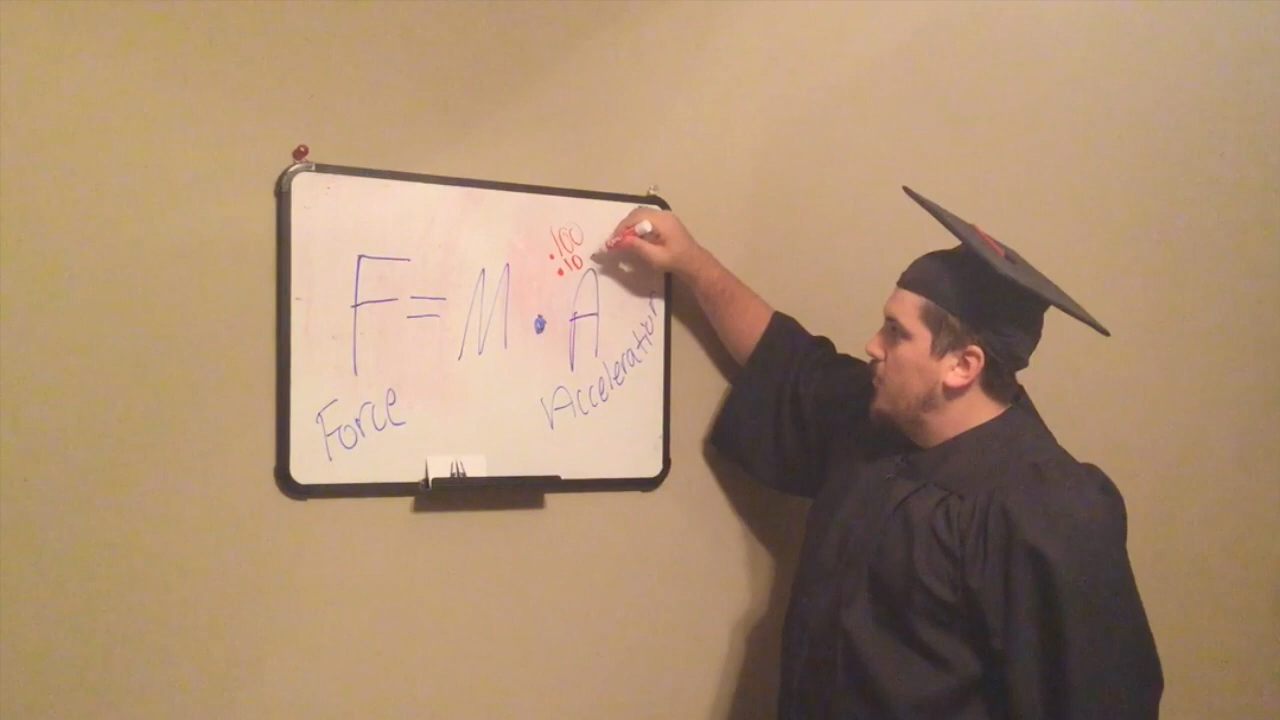 .100
.10
F = M · A
Force
Acceleration